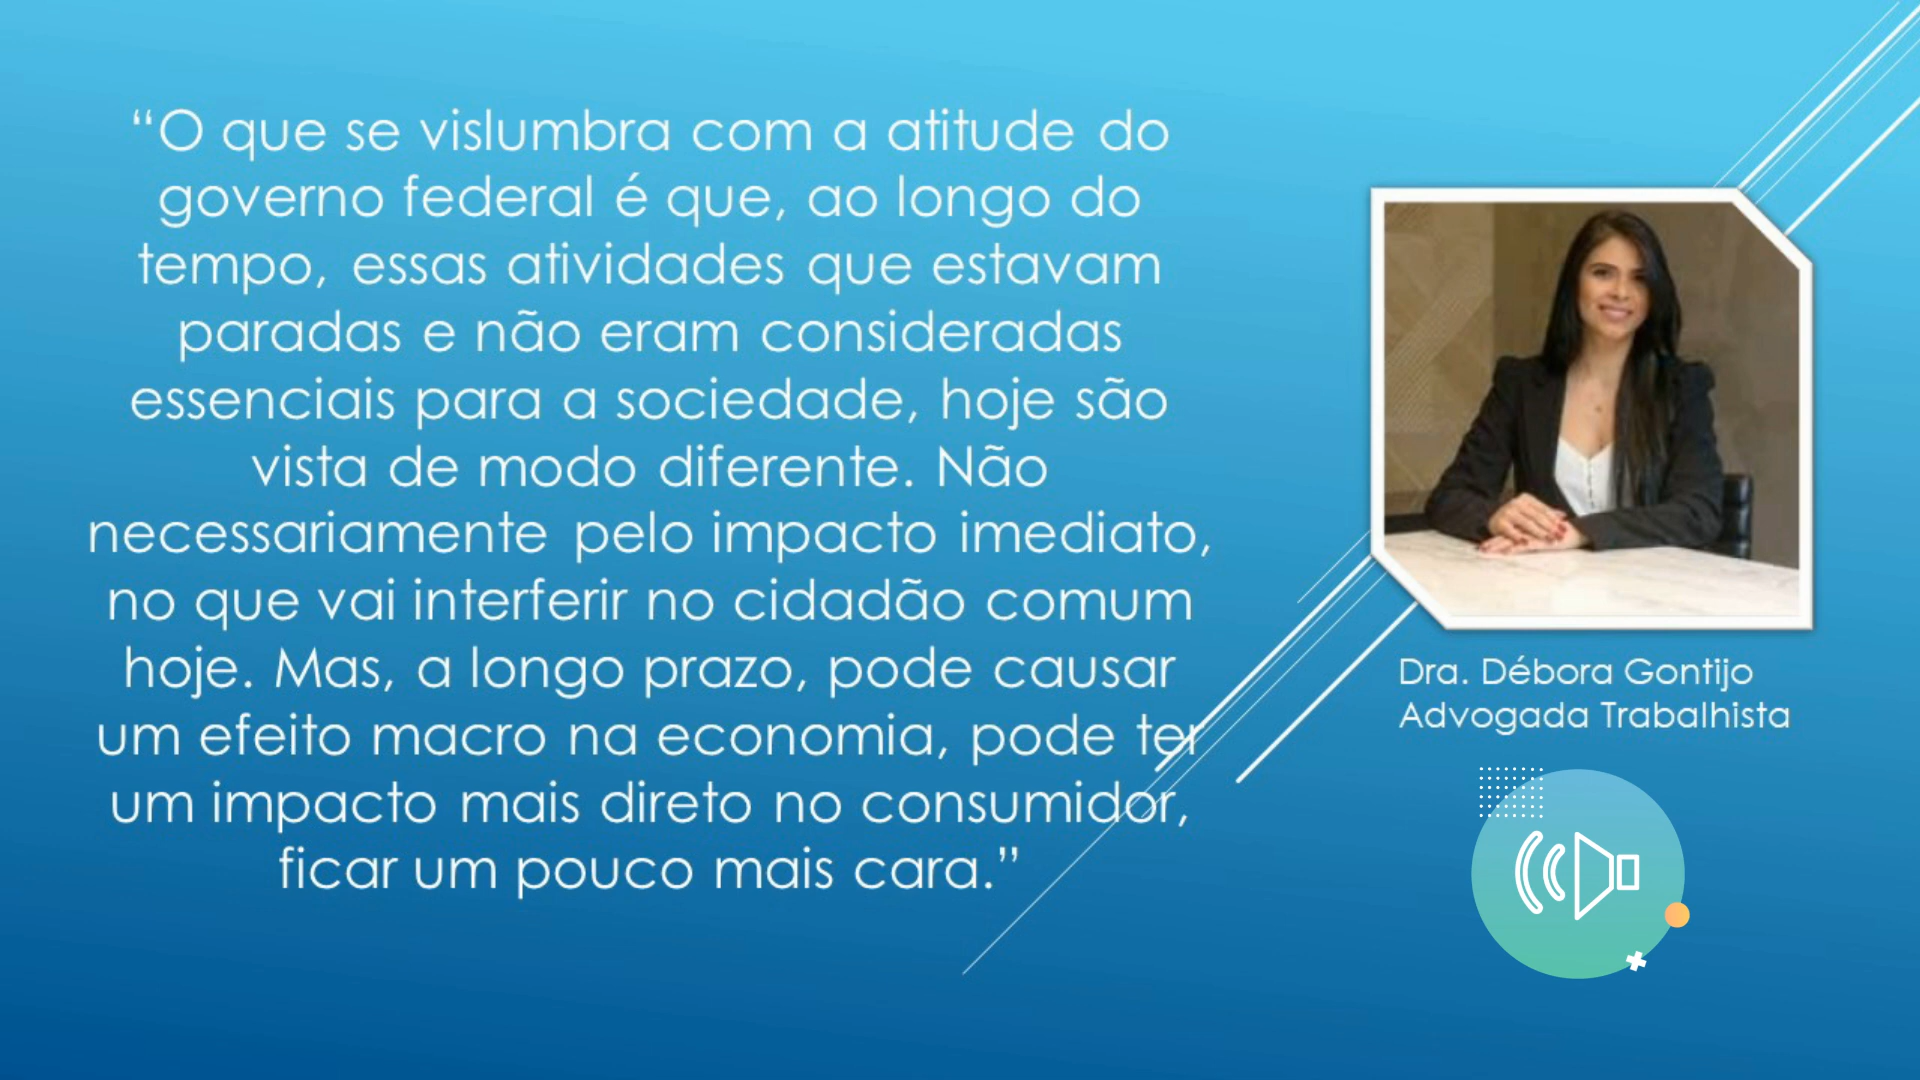 “O que se vislumbra com a atitude do
governo federal é que, ao longo do
tempo, essas atividades que estavam
paradas e não eram consideradas
essenciais para a sociedade, hoje são
vista de modo diferente. Não
necessariamente pelo impacto imediato,
no que vai interferir no cidadão comum
hoje. Mas, a longo prazo, pode causar
um efeito macro na economia, pode ter
um impacto mais direto no consumidor,
ficar um pouco mais cara.”
Dra. Débora Gontijo
Advogada Trabalhista